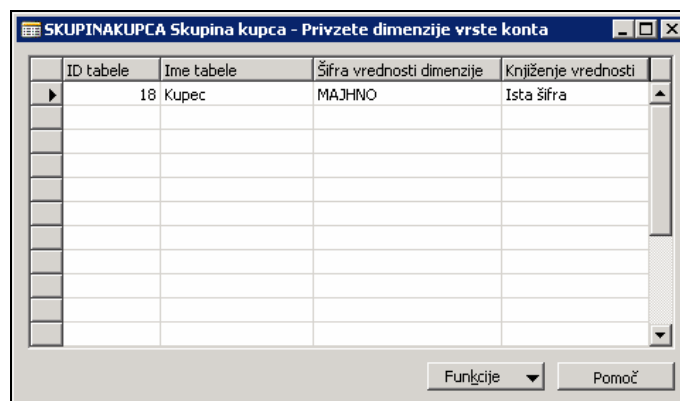 SKUPINAKUPCA Skupina kupca - Privzete dimenzije vrste konta
ID tabele Ime tabele Šifra vrednosti dimenzije Knjiženje vrednosti
18 Kupec MAJHNO Ista šifra
Funkcije Pomoč